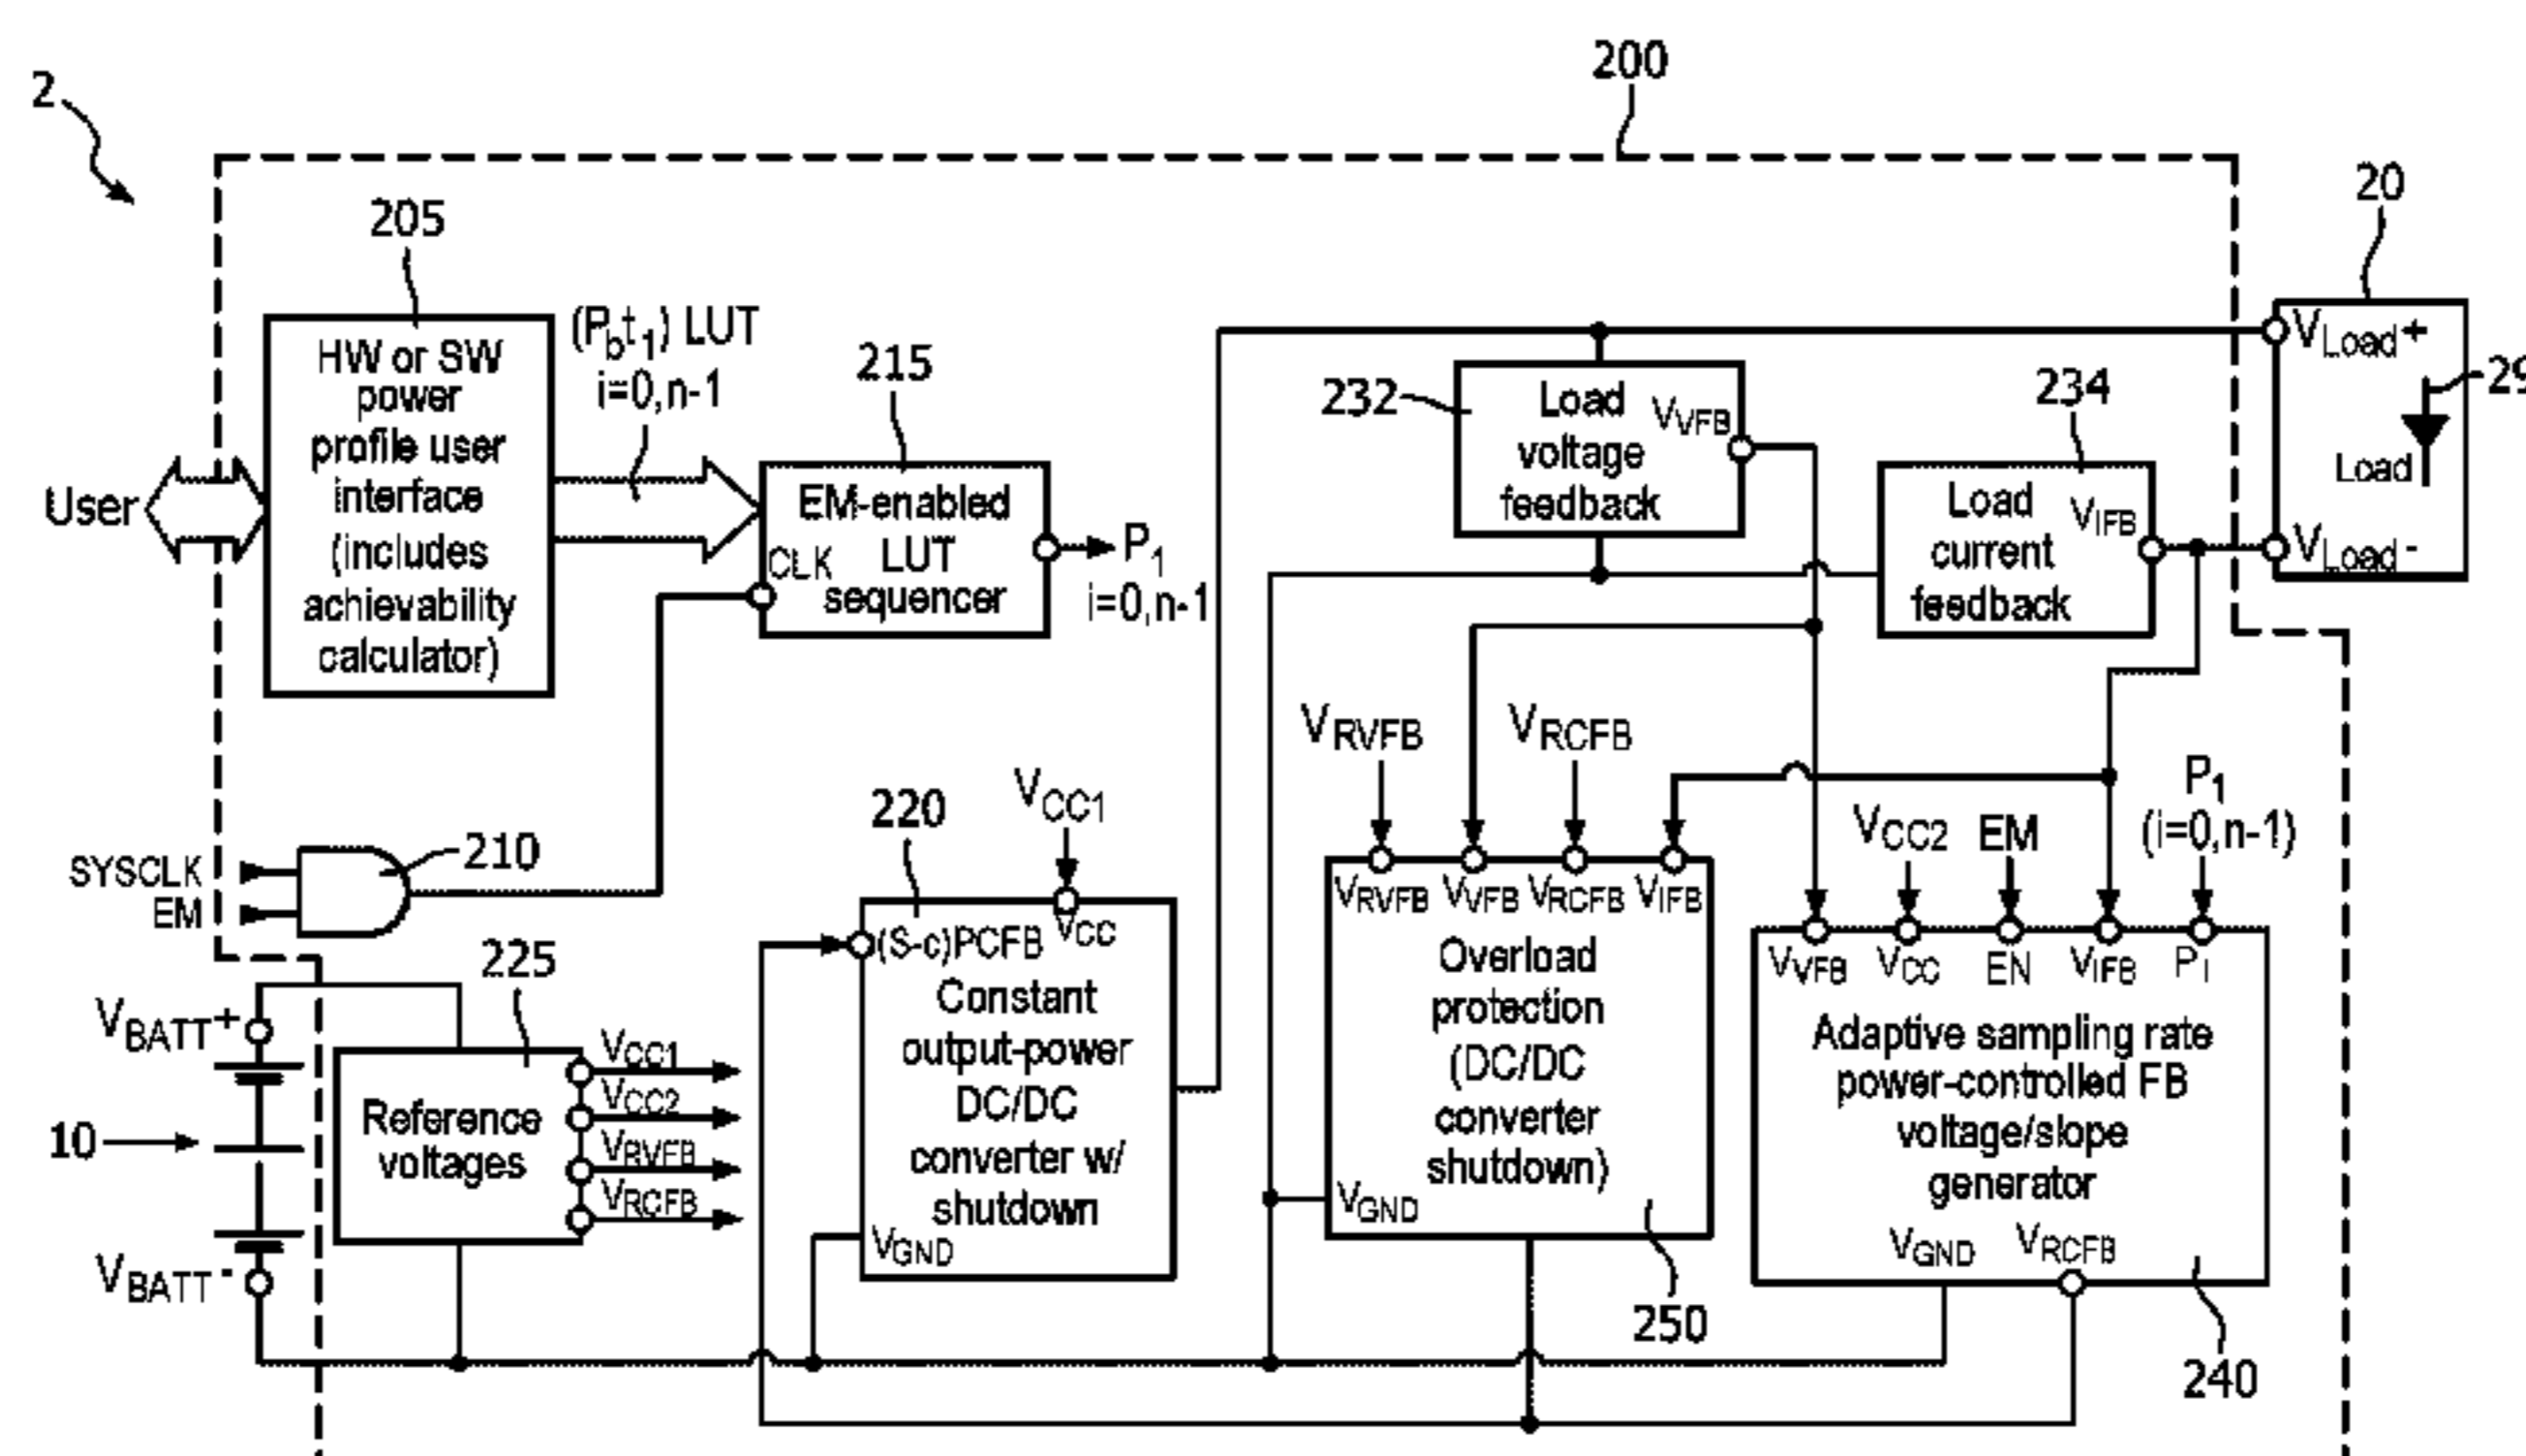 2
200
20
205
HW or SW
power
profile user
interface
(includes
achievability
calculator)
User
(Pbt1) LUT
i=0,n-1
215
EM-enabled
LUT
sequencer
CLK
P1
i=0,n-1
232
Load
voltage
feedback
VVFB
234
Load
current
feedback
VIFB
VLoad+
29
Load
VLoad-
SYSCLK
EM
210
VBATT+
10
VBATT-
225
Reference
voltages
VCC1
VCC2
VRVFB
VRCFB
220
VCC1
(S-c)PCFB
VCC
Constant
output-power
DC/DC
converter w/
shutdown
VGND
VRVFB
VRCFB
VRVFB VVFB VRCFB VIFB
Overload
protection
(DC/DC
converter
shutdown)
VGND
250
VCC2
EM
P1
(i=0,n-1)
VVFB VCC EN VIFB P1
Adaptive sampling rate
power-controlled FB
voltage/slope
generator
VGND
VRCFB
240